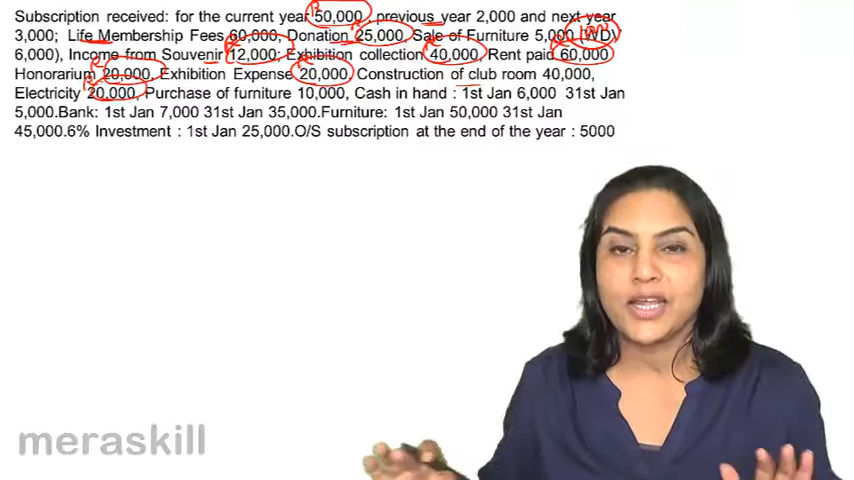 Subscription received: for the current year 50,000, previous year 2,000 and next year
3,000; Life Membership Fees 60,000, Donation 25,000 Sale of Furniture 5,000 (WDV
6,000), Income from Souvenir 12,000; Exhibition collection 40,000, Rent paid 60,000
Honorarium 20,000, Exhibition Expense 20,000 Construction of club room 40,000,
Electricity 20,000, Purchase of furniture 10,000, Cash in hand : 1st Jan 6,000 31st Jan
5,000.Bank: 1st Jan 7,000 31st Jan 35,000.Furniture: 1st Jan 50,000 31st Jan
45,000.6% Investment : 1st Jan 25,000.O/S subscription at the end of the year : 5000
meraskill